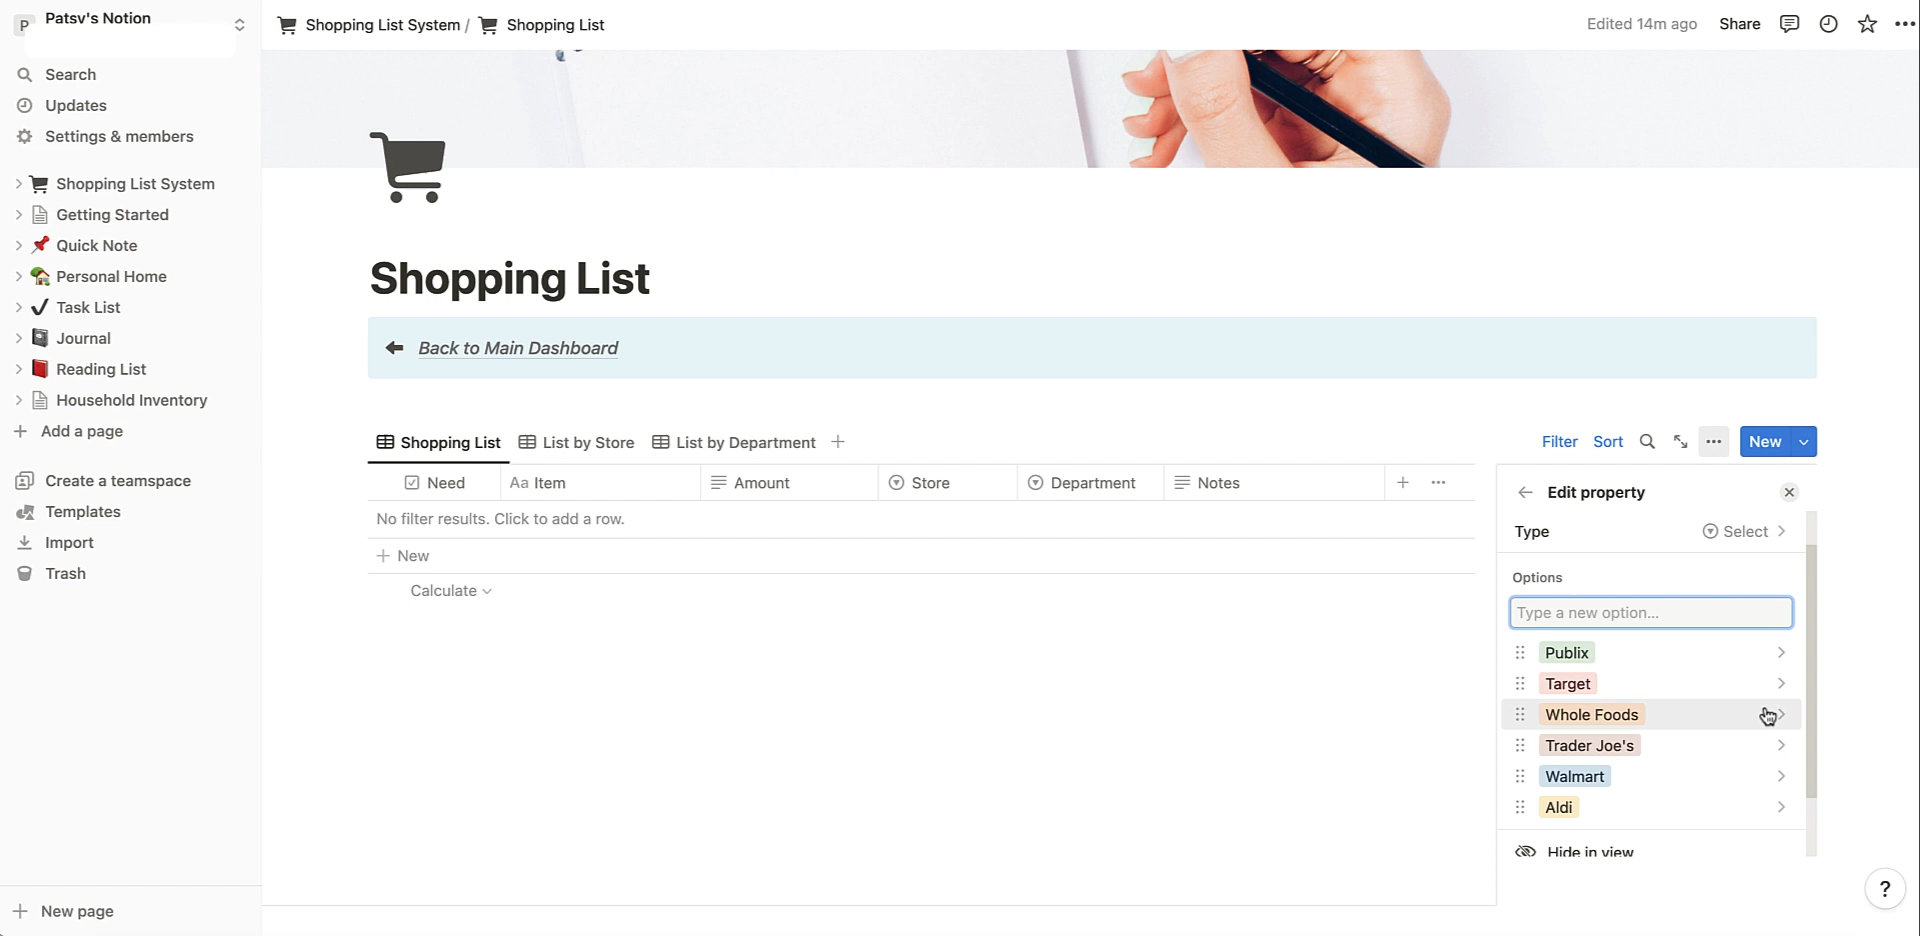 P Patsv's Notion
Shopping List System / Shopping List
Edited 14m ago Share
Search
Updates
Settings & members
Shopping List System
Getting Started
Quick Note
Personal Home
Task List
Journal
Reading List
Household Inventory
Add a page
Create a teamspace
Templates
Import
Trash
New page
Shopping List
Back to Main Dashboard
Shopping List List by Store List by Department
Filter Sort New
Need Aa Item Amount Store Department Notes
No filter results. Click to add a row.
New
Calculate
Edit property
Type Select
Options
Type a new option...
Publix
Target
Whole Foods
Trader Joe's
Walmart
Aldi
Hide in view
?